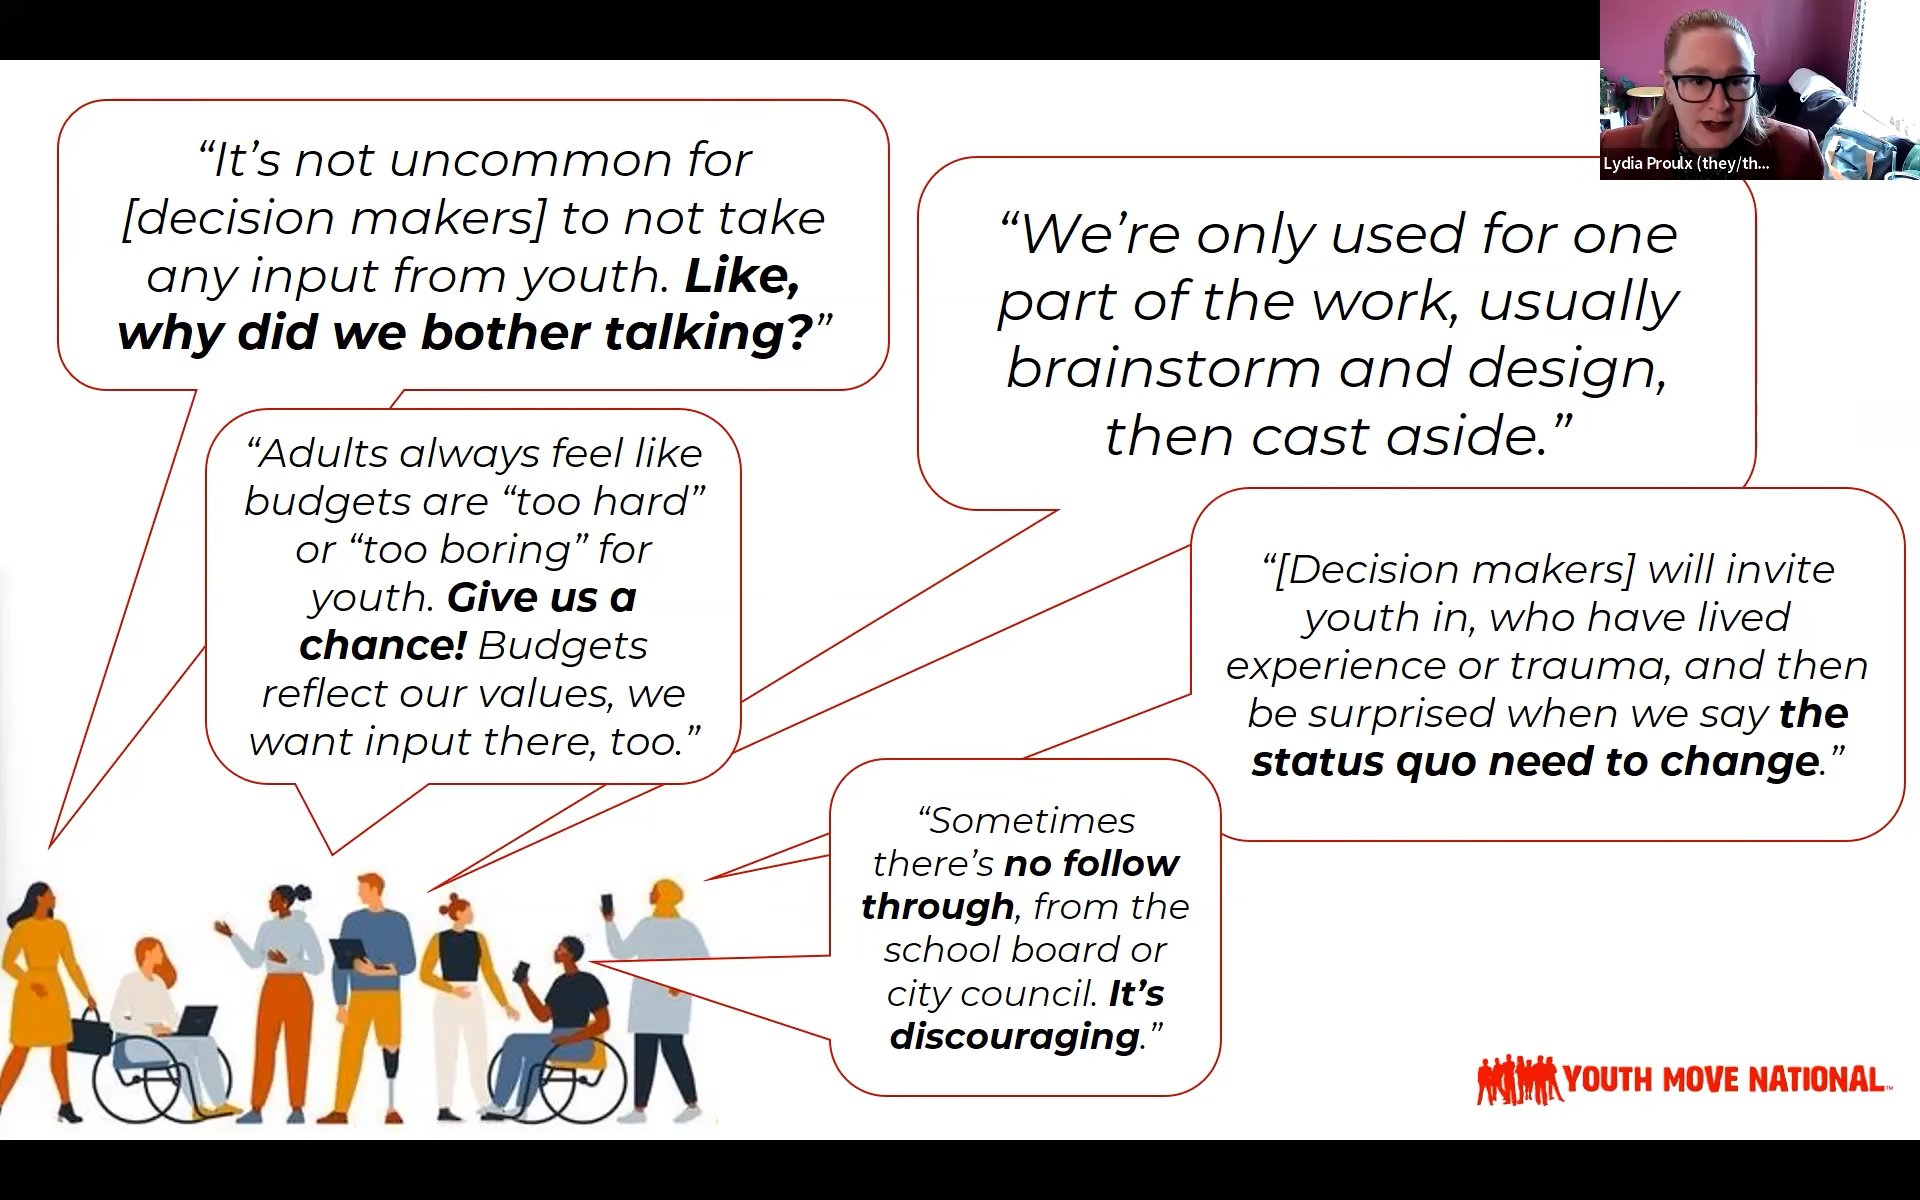 Lydia Proulx (they/th...
“It’s not uncommon for
[decision makers] to not take
any input from youth. Like,
why did we bother talking?”
“We’re only used for one
part of the work, usually
brainstorm and design,
then cast aside.”
“Adults always feel like
budgets are “too hard”
or “too boring” for
youth. Give us a
chance! Budgets
reflect our values, we
want input there, too.”
“[Decision makers] will invite
youth in, who have lived
experience or trauma, and then
be surprised when we say the
status quo need to change.”
“Sometimes
there’s no follow
through, from the
school board or
city council. It’s
discouraging.”
YOUTH MOVE NATIONAL™